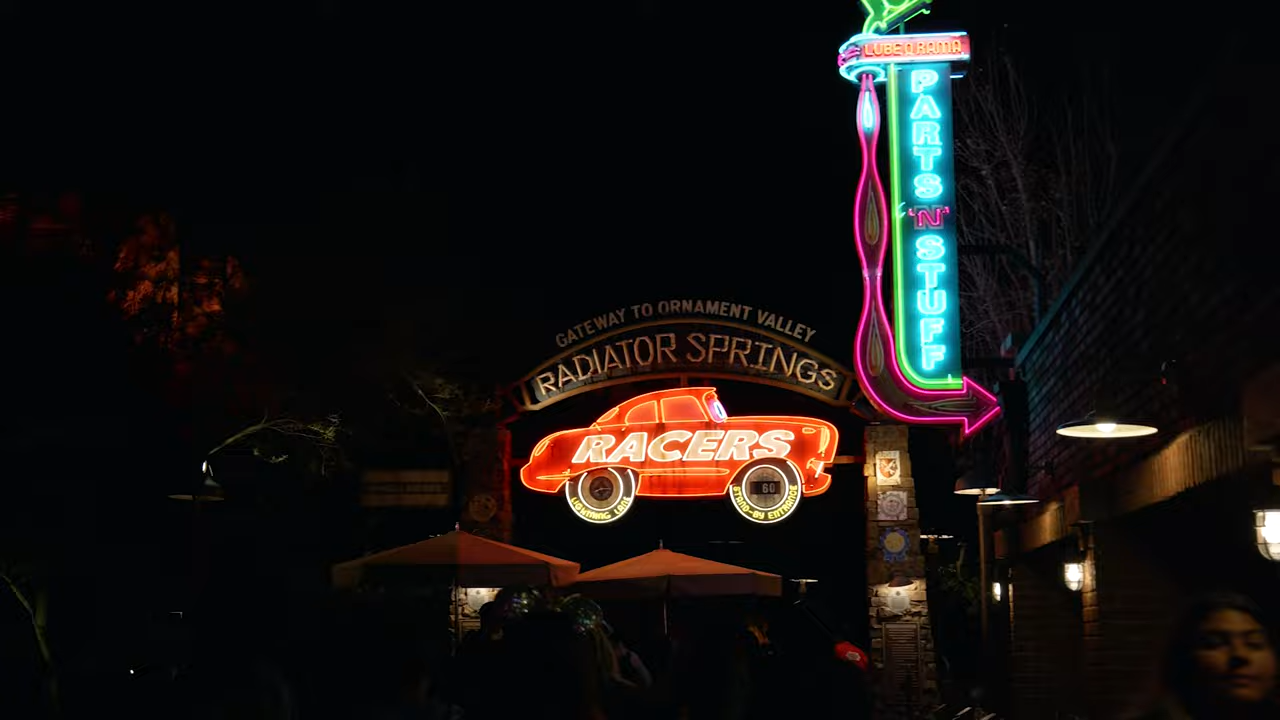 LUBE O RAMA
PARTS
'N'
STUFF
GATEWAY TO ORNAMENT VALLEY
RADIATOR SPRINGS
RACERS
LIGHTNING LANE
60
STAND-BY ENTRANCE